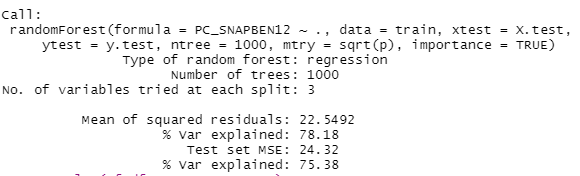 Call:
randomForest(formula = PC_SNAPBEN12 ~ ., data = train, xtest = X.test,
ytest = y.test, ntree = 1000, mtry = sqrt(p), importance = TRUE)
Type of random forest: regression
Number of trees: 1000
No. of variables tried at each split: 3
Mean of squared residuals: 22.5492
% Var explained: 78.18
Test set MSE: 24.32
% Var explained: 75.38